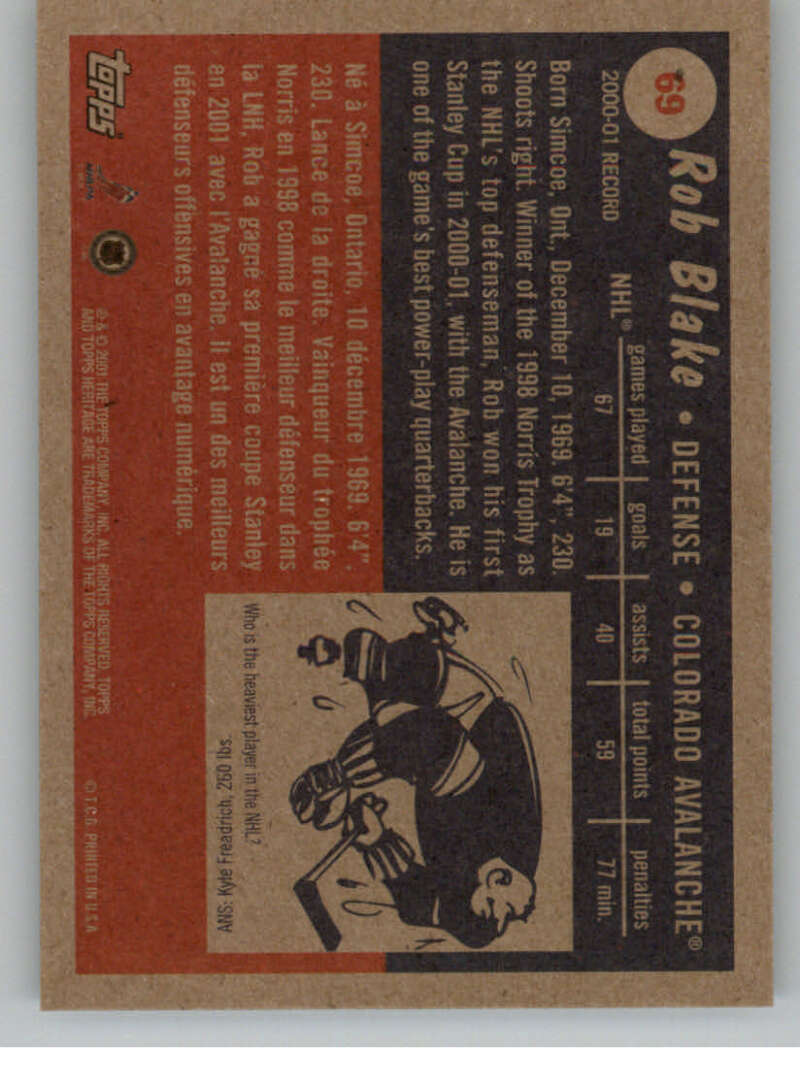 69
Rob Blake • DEFENSE • COLORADO AVALANCHE®
2000-01 RECORD
games played goals assists total points penalties
NHL® 67 19 40 59 77 min.
Born Simcoe, Ont., December 10, 1969. 6'4", 230.
Shoots right. Winner of the 1998 Norris Trophy as
the NHL's top defenseman, Rob won his first
Stanley Cup in 2000-01, with the Avalanche. He is
one of the game's best power-play quarterbacks.
Né à Simcoe, Ontario, 10 décembre 1969. 6'4".
230. Lance de la droite. Vainqueur du trophée
Norris en 1998 comme le meilleur défenseur dans
la LNH, Rob a gagné sa première coupe Stanley
en 2001 avec l'Avalanche. Il est un des meilleurs
défenseurs offensives en avantage numérique.
Who is the heaviest player in the NHL?
ANS: Kyle Freadrich, 260 lbs.
topps
NHLPA
® & © 2001 THE TOPPS COMPANY, INC. ALL RIGHTS RESERVED. TOPPS
AND TOPPS HERITAGE ARE TRADEMARKS OF THE TOPPS COMPANY, INC.
© T.C.G. PRINTED IN U.S.A.